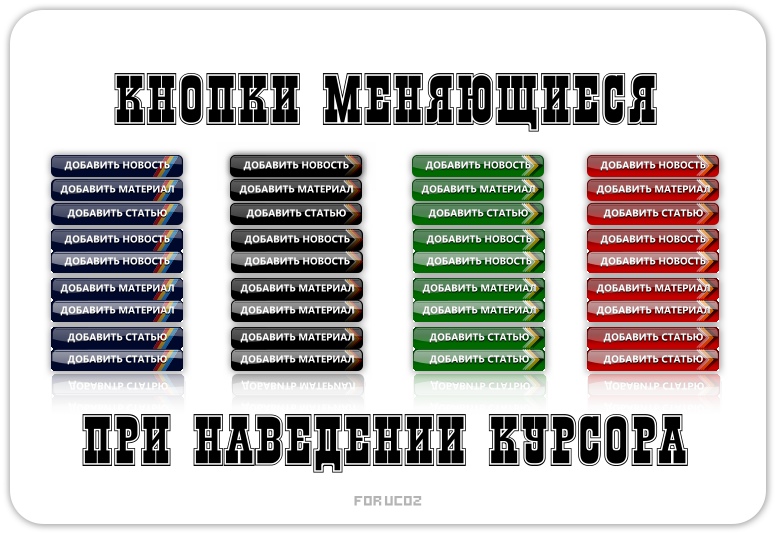 КНОПКИ МЕНЯЮЩИЕСЯ
ДОБАВИТЬ НОВОСТЬ ДОБАВИТЬ НОВОСТЬ ДОБАВИТЬ НОВОСТЬ ДОБАВИТЬ НОВОСТЬ
ДОБАВИТЬ МАТЕРИАЛ ДОБАВИТЬ МАТЕРИАЛ ДОБАВИТЬ МАТЕРИАЛ ДОБАВИТЬ МАТЕРИАЛ
ДОБАВИТЬ СТАТЬЮ ДОБАВИТЬ СТАТЬЮ ДОБАВИТЬ СТАТЬЮ ДОБАВИТЬ СТАТЬЮ
ДОБАВИТЬ НОВОСТЬ ДОБАВИТЬ НОВОСТЬ ДОБАВИТЬ НОВОСТЬ ДОБАВИТЬ НОВОСТЬ
ДОБАВИТЬ НОВОСТЬ ДОБАВИТЬ НОВОСТЬ ДОБАВИТЬ НОВОСТЬ ДОБАВИТЬ НОВОСТЬ
ДОБАВИТЬ МАТЕРИАЛ ДОБАВИТЬ МАТЕРИАЛ ДОБАВИТЬ МАТЕРИАЛ ДОБАВИТЬ МАТЕРИАЛ
ДОБАВИТЬ МАТЕРИАЛ ДОБАВИТЬ МАТЕРИАЛ ДОБАВИТЬ МАТЕРИАЛ ДОБАВИТЬ МАТЕРИАЛ
ДОБАВИТЬ СТАТЬЮ ДОБАВИТЬ МАТЕРИАЛ ДОБАВИТЬ СТАТЬЮ ДОБАВИТЬ СТАТЬЮ
ДОБАВИТЬ СТАТЬЮ ДОБАВИТЬ МАТЕРИАЛ ДОБАВИТЬ СТАТЬЮ ДОБАВИТЬ СТАТЬЮ
ПРИ НАВЕДЕНИИ КУРСОРА
FORUCOZ